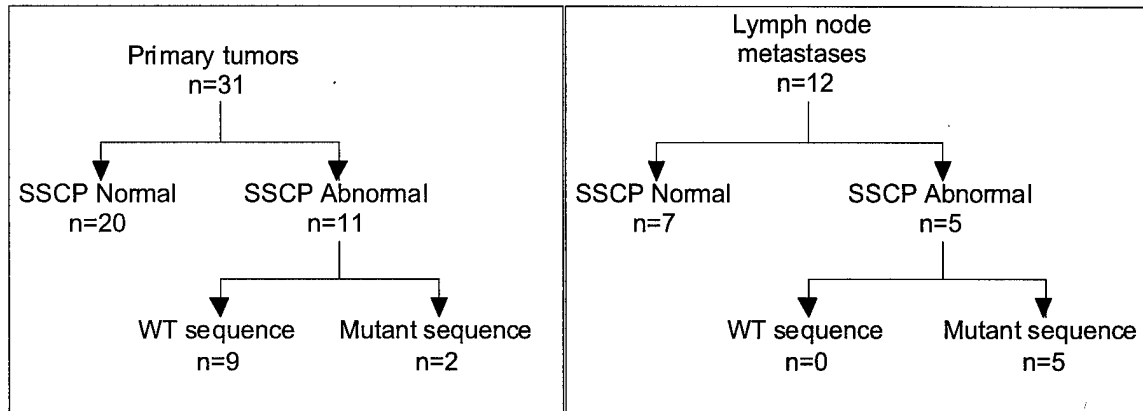 Primary tumors
n=31
SSCP Normal
n=20
SSCP Abnormal
n=11
WT sequence
n=9
Mutant sequence
n=2
Lymph node
metastases
n=12
SSCP Normal
n=7
SSCP Abnormal
n=5
WT sequence
n=0
Mutant sequence
n=5